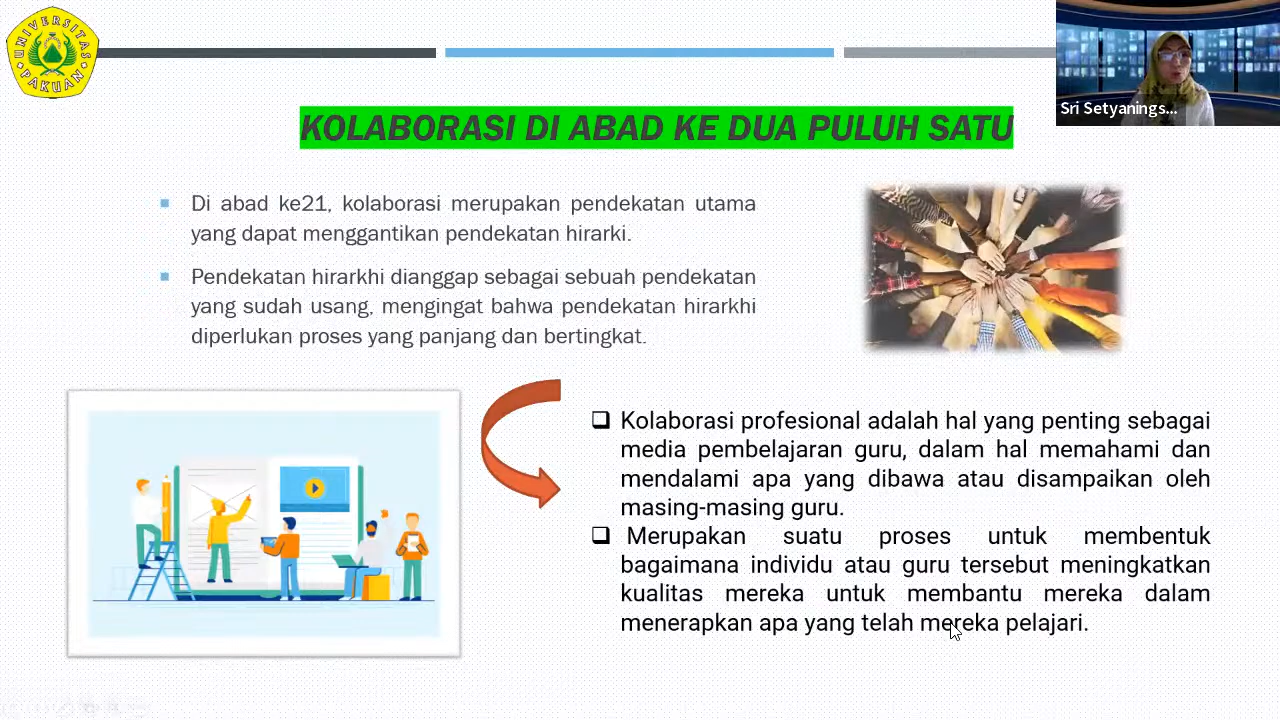 UNIVERSITAS
PAKUAN
Sri Setyanings...
KOLABORASI DI ABAD KE DUA PULUH SATU
Di abad ke21, kolaborasi merupakan pendekatan utama
yang dapat menggantikan pendekatan hirarki.
Pendekatan hirarkhi dianggap sebagai sebuah pendekatan
yang sudah usang, mengingat bahwa pendekatan hirarkhi
diperlukan proses yang panjang dan bertingkat.
Kolaborasi profesional adalah hal yang penting sebagai
media pembelajaran guru, dalam hal memahami dan
mendalami apa yang dibawa atau disampaikan oleh
masing-masing guru.
Merupakan suatu proses untuk membentuk
bagaimana individu atau guru tersebut meningkatkan
kualitas mereka untuk membantu mereka dalam
menerapkan apa yang telah mereka pelajari.